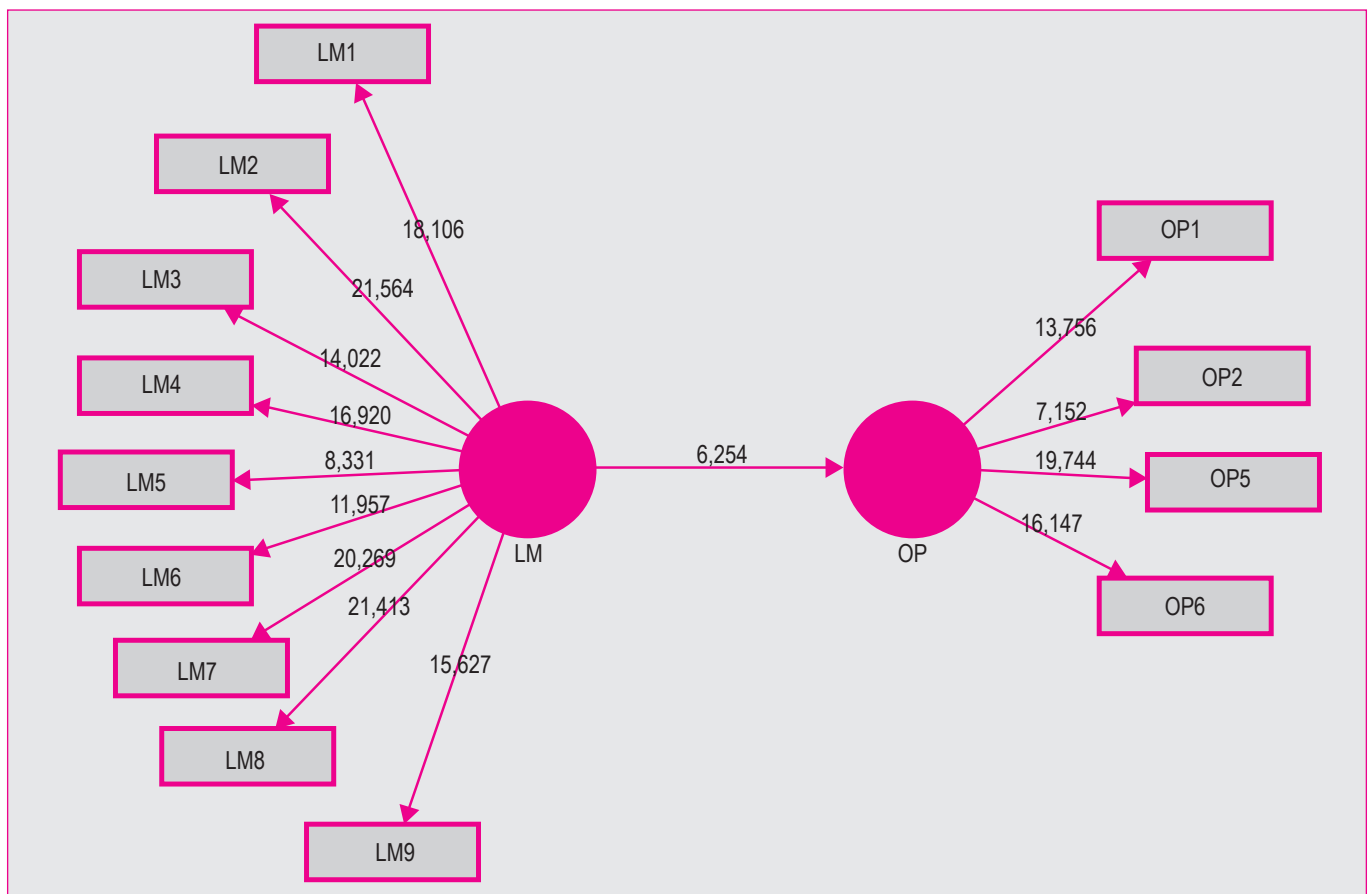 LM1
LM2
18,106
OP1
LM3
21,564
13,756
14,022
LM4
OP2
16,920
7,152
8,331
6,254
19,744
LM5
OP5
11,957
16,147
LM
OP
20,269
LM6
21,413
OP6
15,627
LM7
LM8
LM9